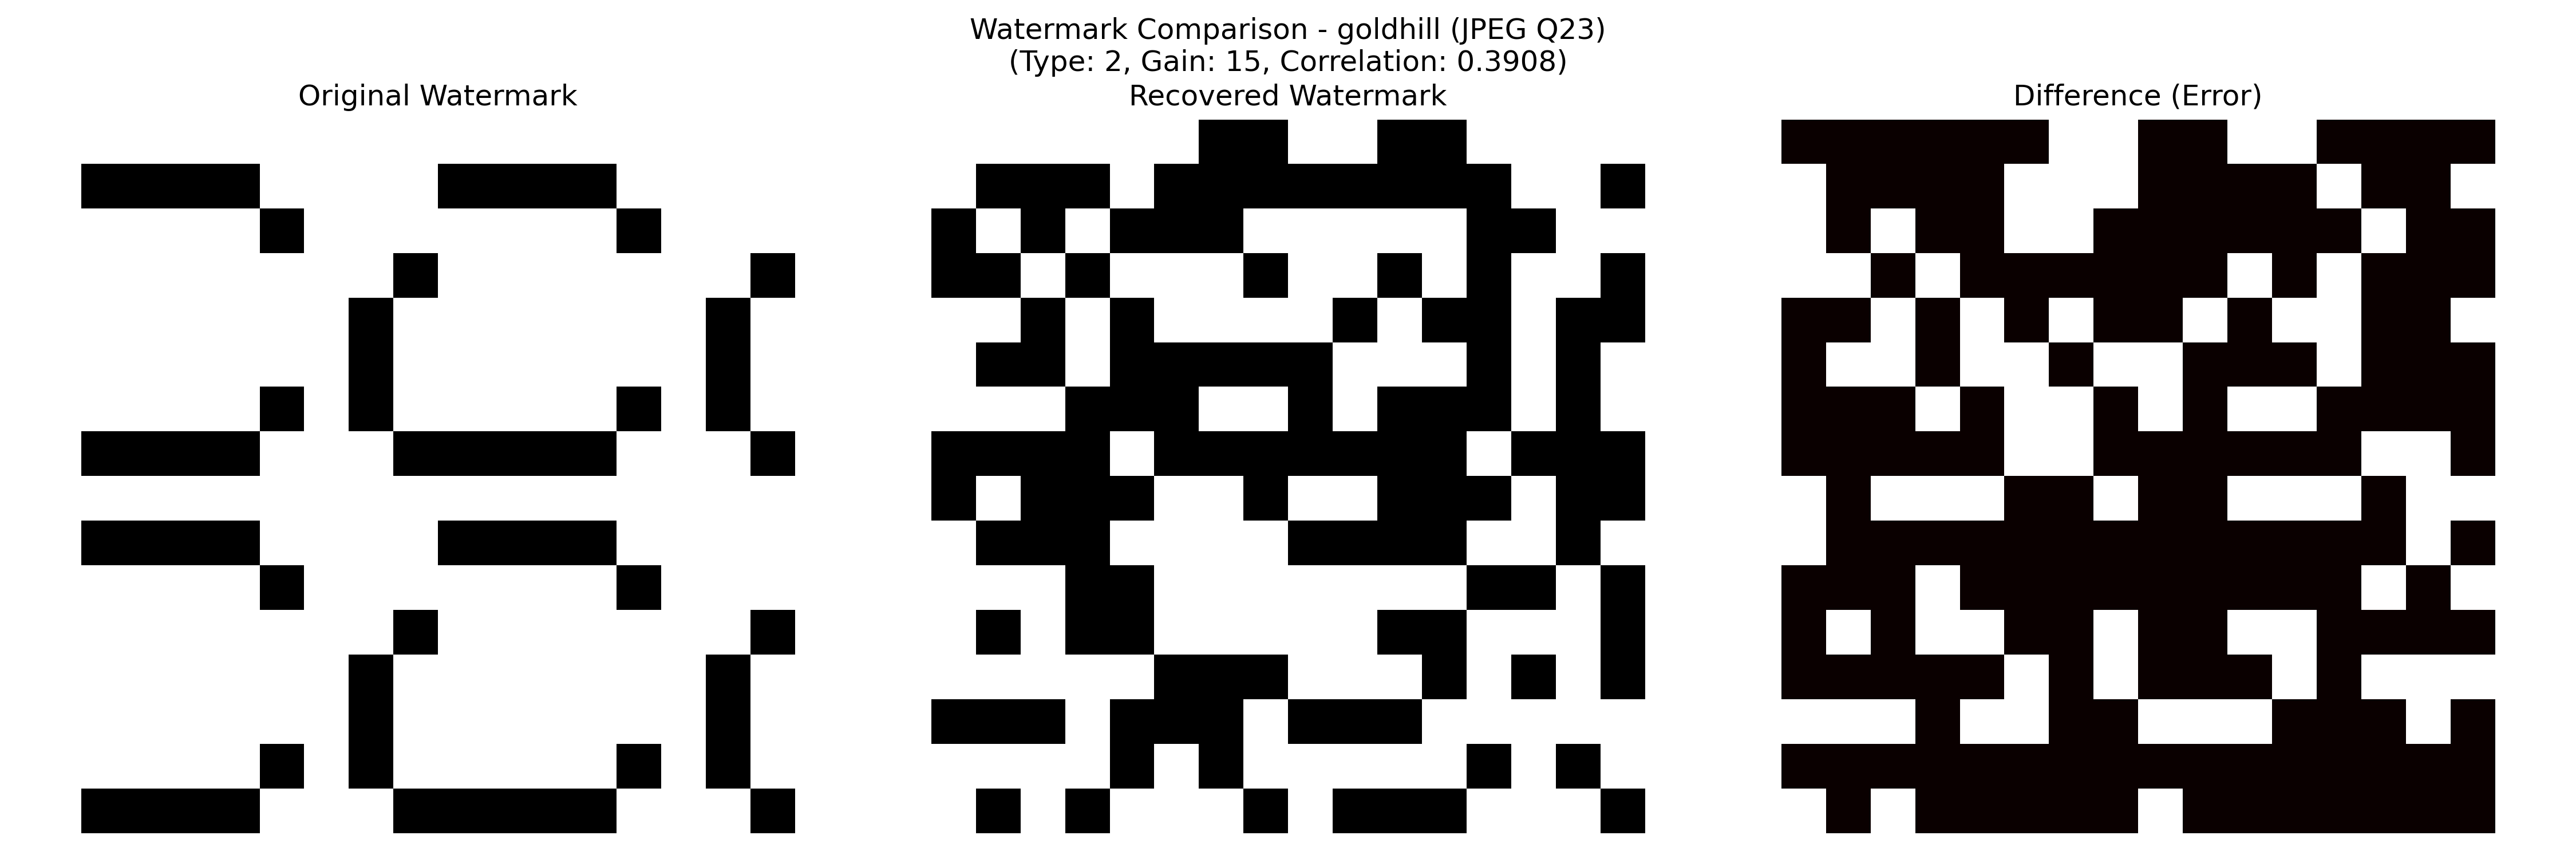 Watermark Comparison - goldhill (JPEG Q23)
(Type: 2, Gain: 15, Correlation: 0.3908)
Original Watermark
Recovered Watermark
Difference (Error)